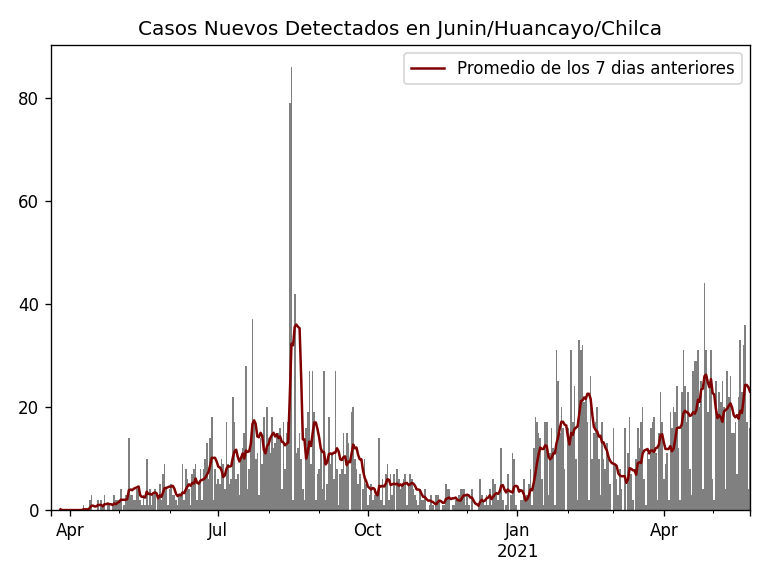 Casos Nuevos Detectados en Junin/Huancayo/Chilca
Promedio de los 7 dias anteriores
80
60
40
20
0
Apr
Jul
Oct
Jan
2021
Apr